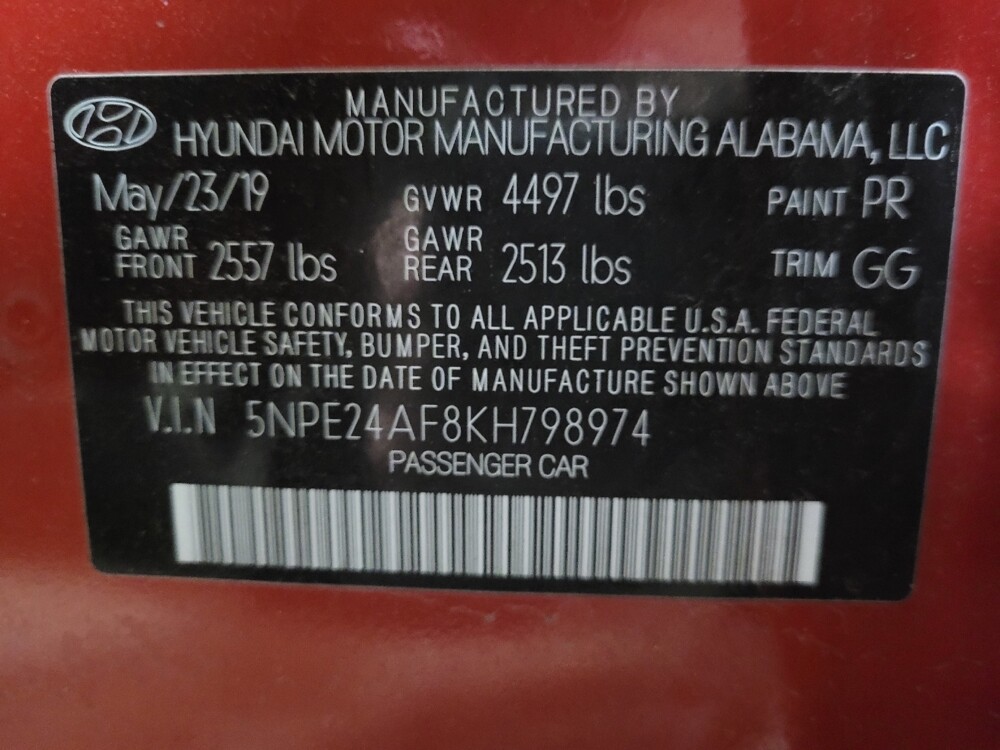 MANUFACTURED BY
HYUNDAI MOTOR MANUFACTURING ALABAMA, LLC
May/23/19 GVWR 4497 lbs PAINT PR
GAWR FRONT 2557 lbs GAWR REAR 2513 lbs TRIM GG
THIS VEHICLE CONFORMS TO ALL APPLICABLE U.S.A. FEDERAL
MOTOR VEHICLE SAFETY, BUMPER, AND THEFT PREVENTION STANDARDS
IN EFFECT ON THE DATE OF MANUFACTURE SHOWN ABOVE
V.I.N 5NPE24AF8KH798974
PASSENGER CAR